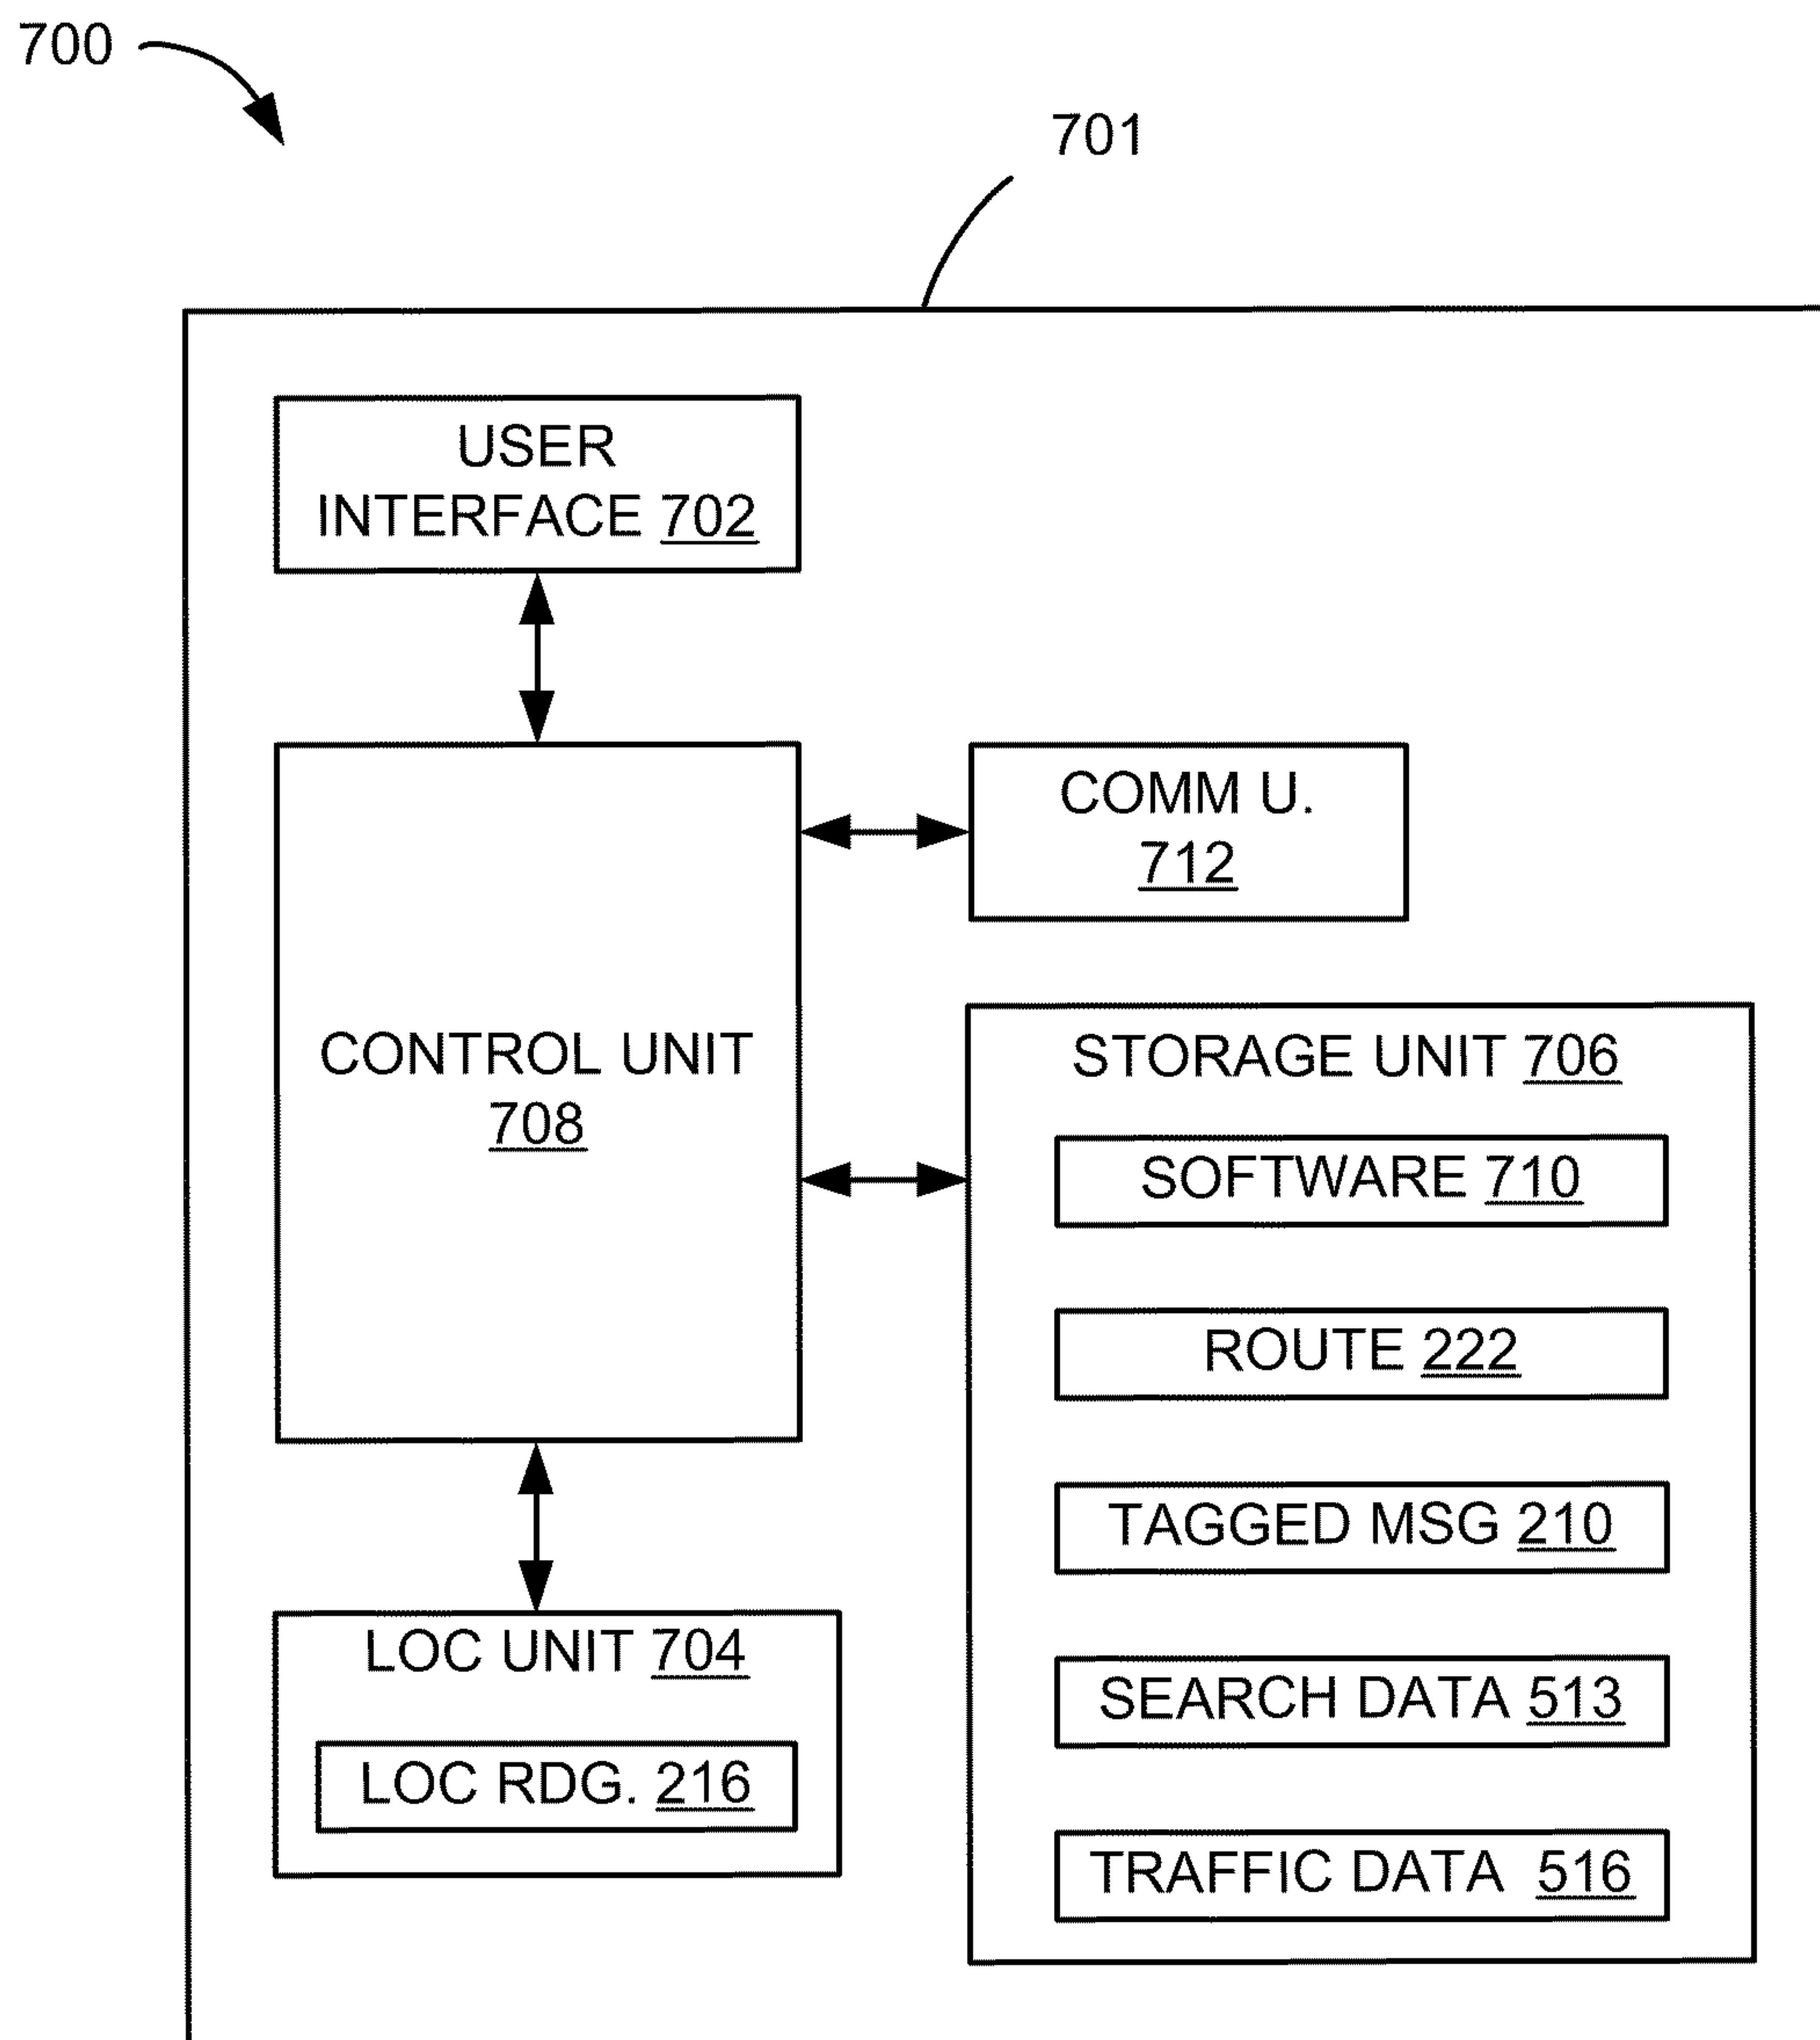 700
701
USER
INTERFACE 702
COMM U.
712
CONTROL UNIT
708
STORAGE UNIT 706
SOFTWARE 710
ROUTE 222
TAGGED MSG 210
SEARCH DATA 513
TRAFFIC DATA 516
LOC UNIT 704
LOC RDG. 216